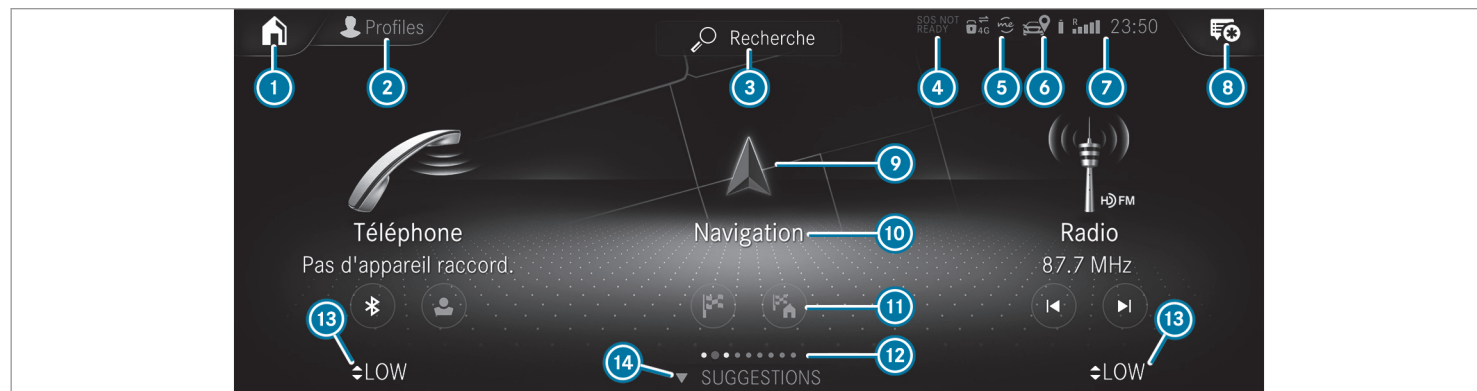 Profiles
Recherche
SOS NOT
READY
4G
me
R
23:50
1
2
3
4
5
6
7
8
9
HD FM
Téléphone
Navigation
10
Radio
Pas d'appareil raccord.
87.7 MHz
11
13
13
12
14
LOW
SUGGESTIONS
LOW